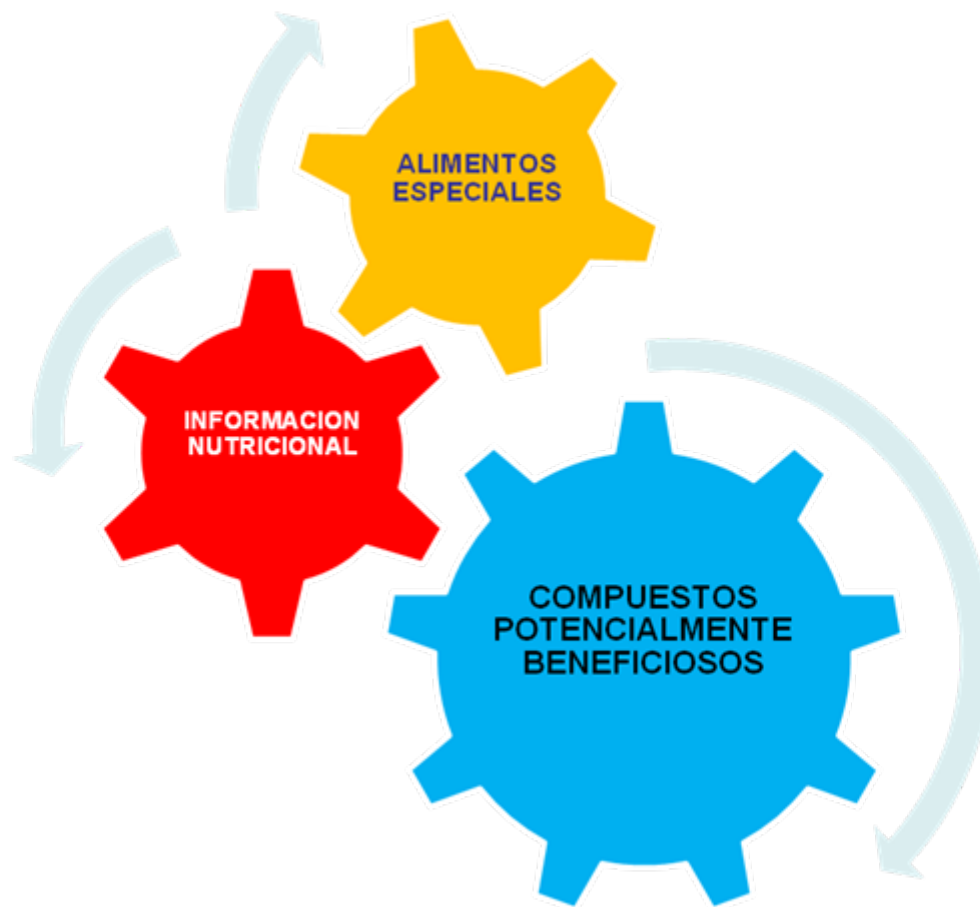 ALIMENTOS
ESPECIALES
INFORMACION
NUTRICIONAL
COMPUESTOS
POTENCIALMENTE
BENEFICIOSOS